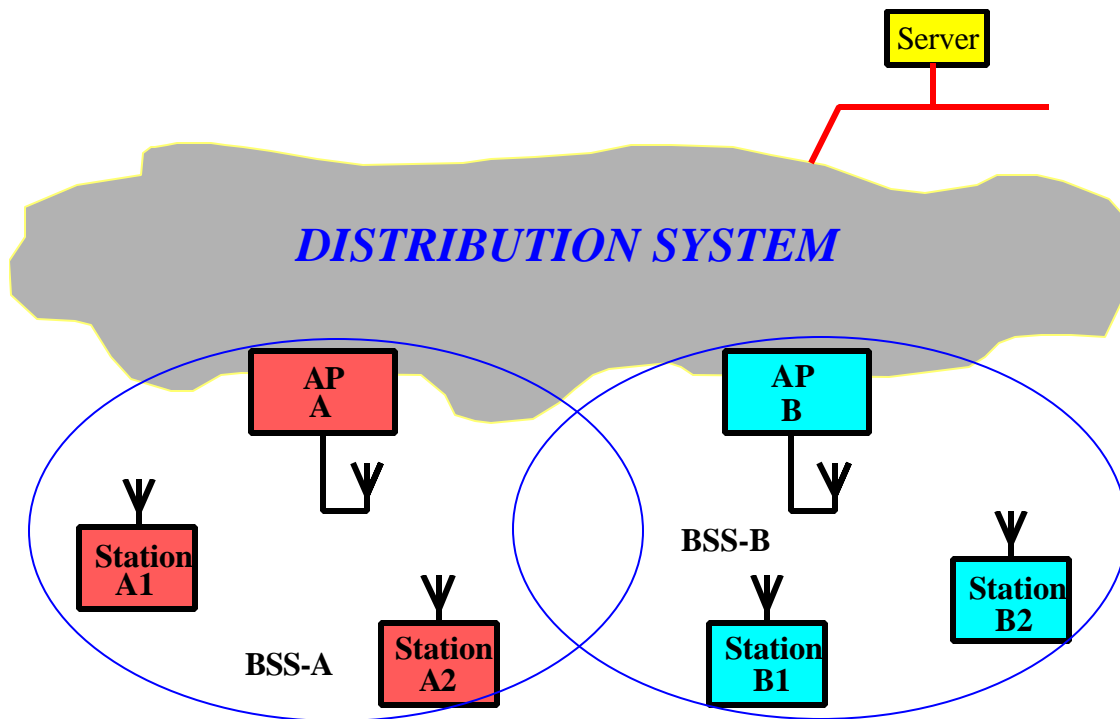 Server
DISTRIBUTION SYSTEM
AP
A
AP
B
BSS-B
Station
A1
Station
B2
Station
A2
Station
B1
BSS-A